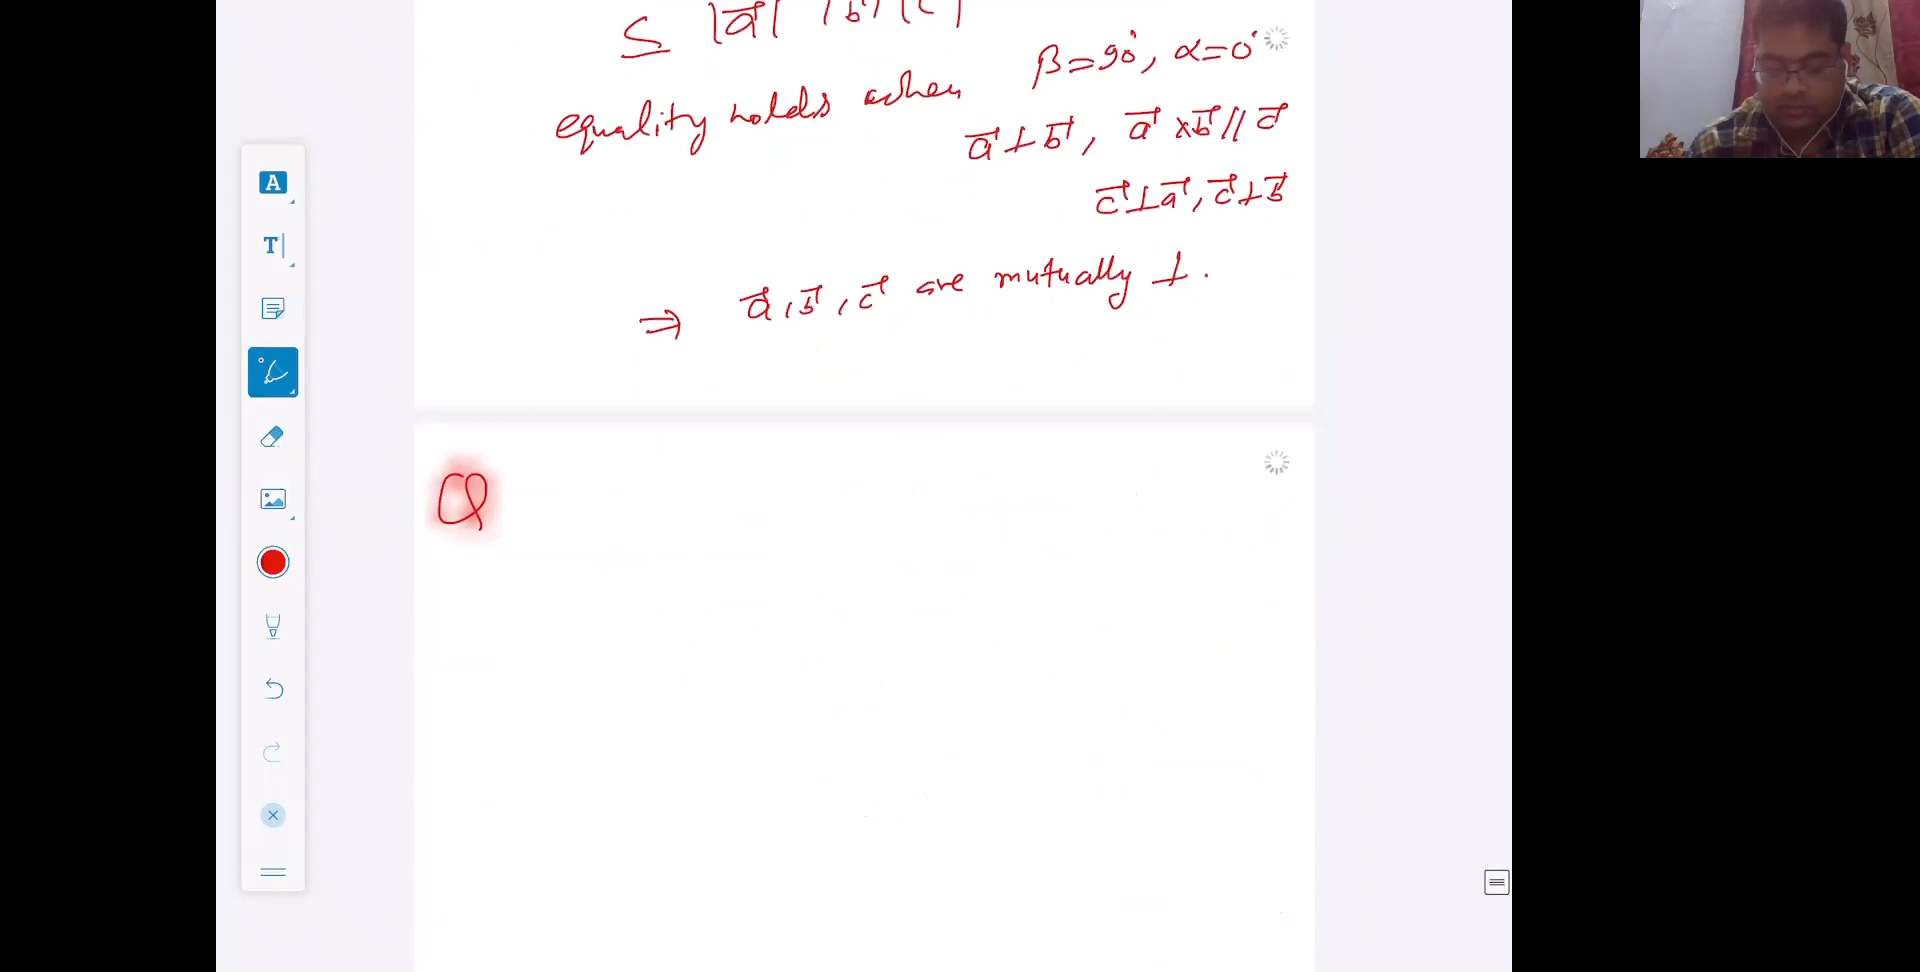 ≤ |a⃗| |b⃗| |c⃗|
equality holds when β=90°, α=0°
a⃗⊥b⃗, a⃗×b⃗//c⃗
c⃗⊥a⃗, c⃗⊥b⃗
⇒ a⃗, b⃗, c⃗ are mutually ⊥.
Q
A
T